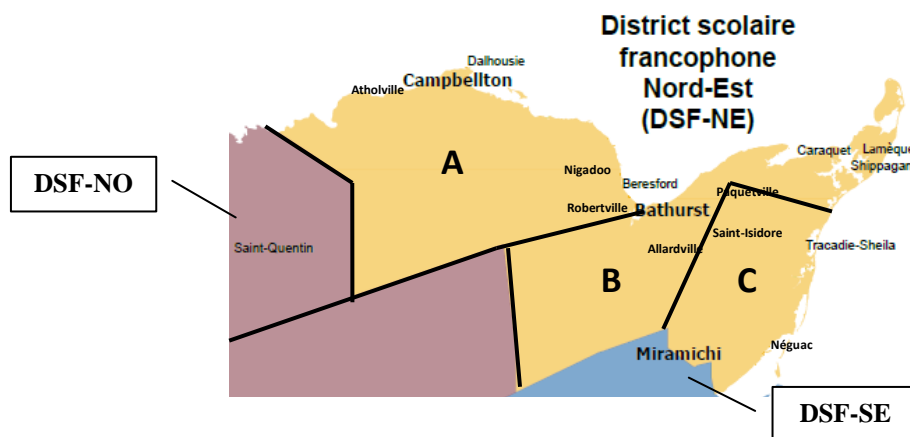 District scolaire
francophone
Nord-Est
(DSF-NE)
Dalhousie
Campbellton
Atholville
DSF-NO
A
Nigadoo
Beresford
Caraquet
Lamèque
Shippagan
Paquetville
Robertville
Bathurst
Saint-Isidore
Saint-Quentin
Allardville
Tracadie-Sheila
B
C
Néguac
Miramichi
DSF-SE